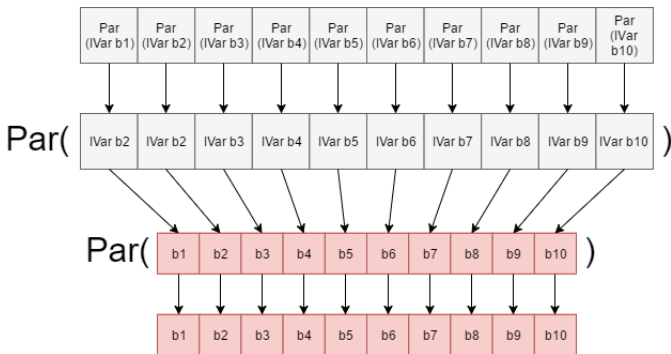 Par (IVar b1) Par (IVar b2) Par (IVar b3) Par (IVar b4) Par (IVar b5) Par (IVar b6) Par (IVar b7) Par (IVar b8) Par (IVar b9) Par (IVar b10)
Par( IVar b2 IVar b2 IVar b3 IVar b4 IVar b5 IVar b6 IVar b7 IVar b8 IVar b9 IVar b10 )
Par( b1 b2 b3 b4 b5 b6 b7 b8 b9 b10 )
b1 b2 b3 b4 b5 b6 b7 b8 b9 b10